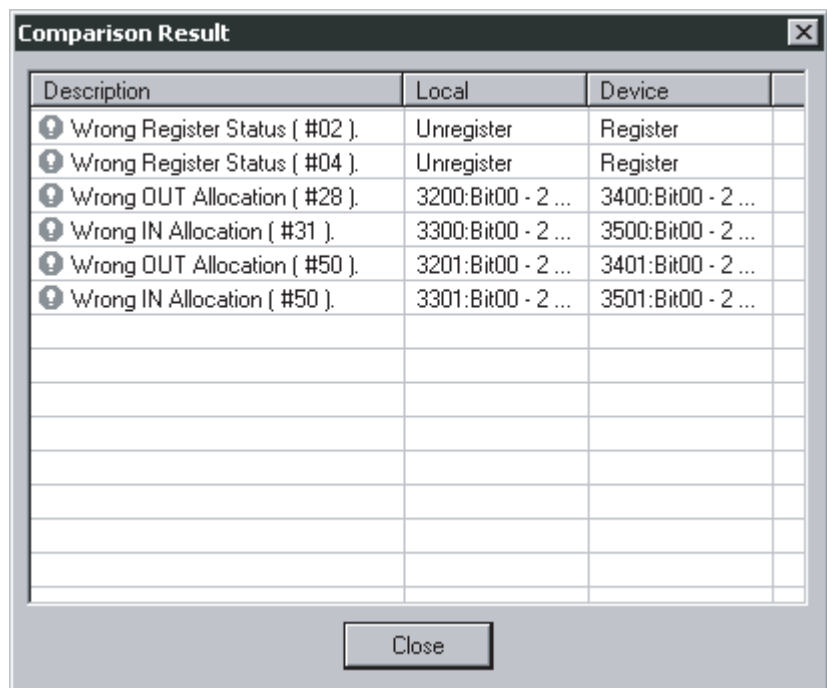 Comparison Result
Description Local Device
Wrong Register Status ( #02 ). Unregister Register
Wrong Register Status ( #04 ). Unregister Register
Wrong OUT Allocation ( #28 ). 3200:Bit00 - 2 ... 3400:Bit00 - 2 ...
Wrong IN Allocation ( #31 ). 3300:Bit00 - 2 ... 3500:Bit00 - 2 ...
Wrong OUT Allocation ( #50 ). 3201:Bit00 - 2 ... 3401:Bit00 - 2 ...
Wrong IN Allocation ( #50 ). 3301:Bit00 - 2 ... 3501:Bit00 - 2 ...
Close